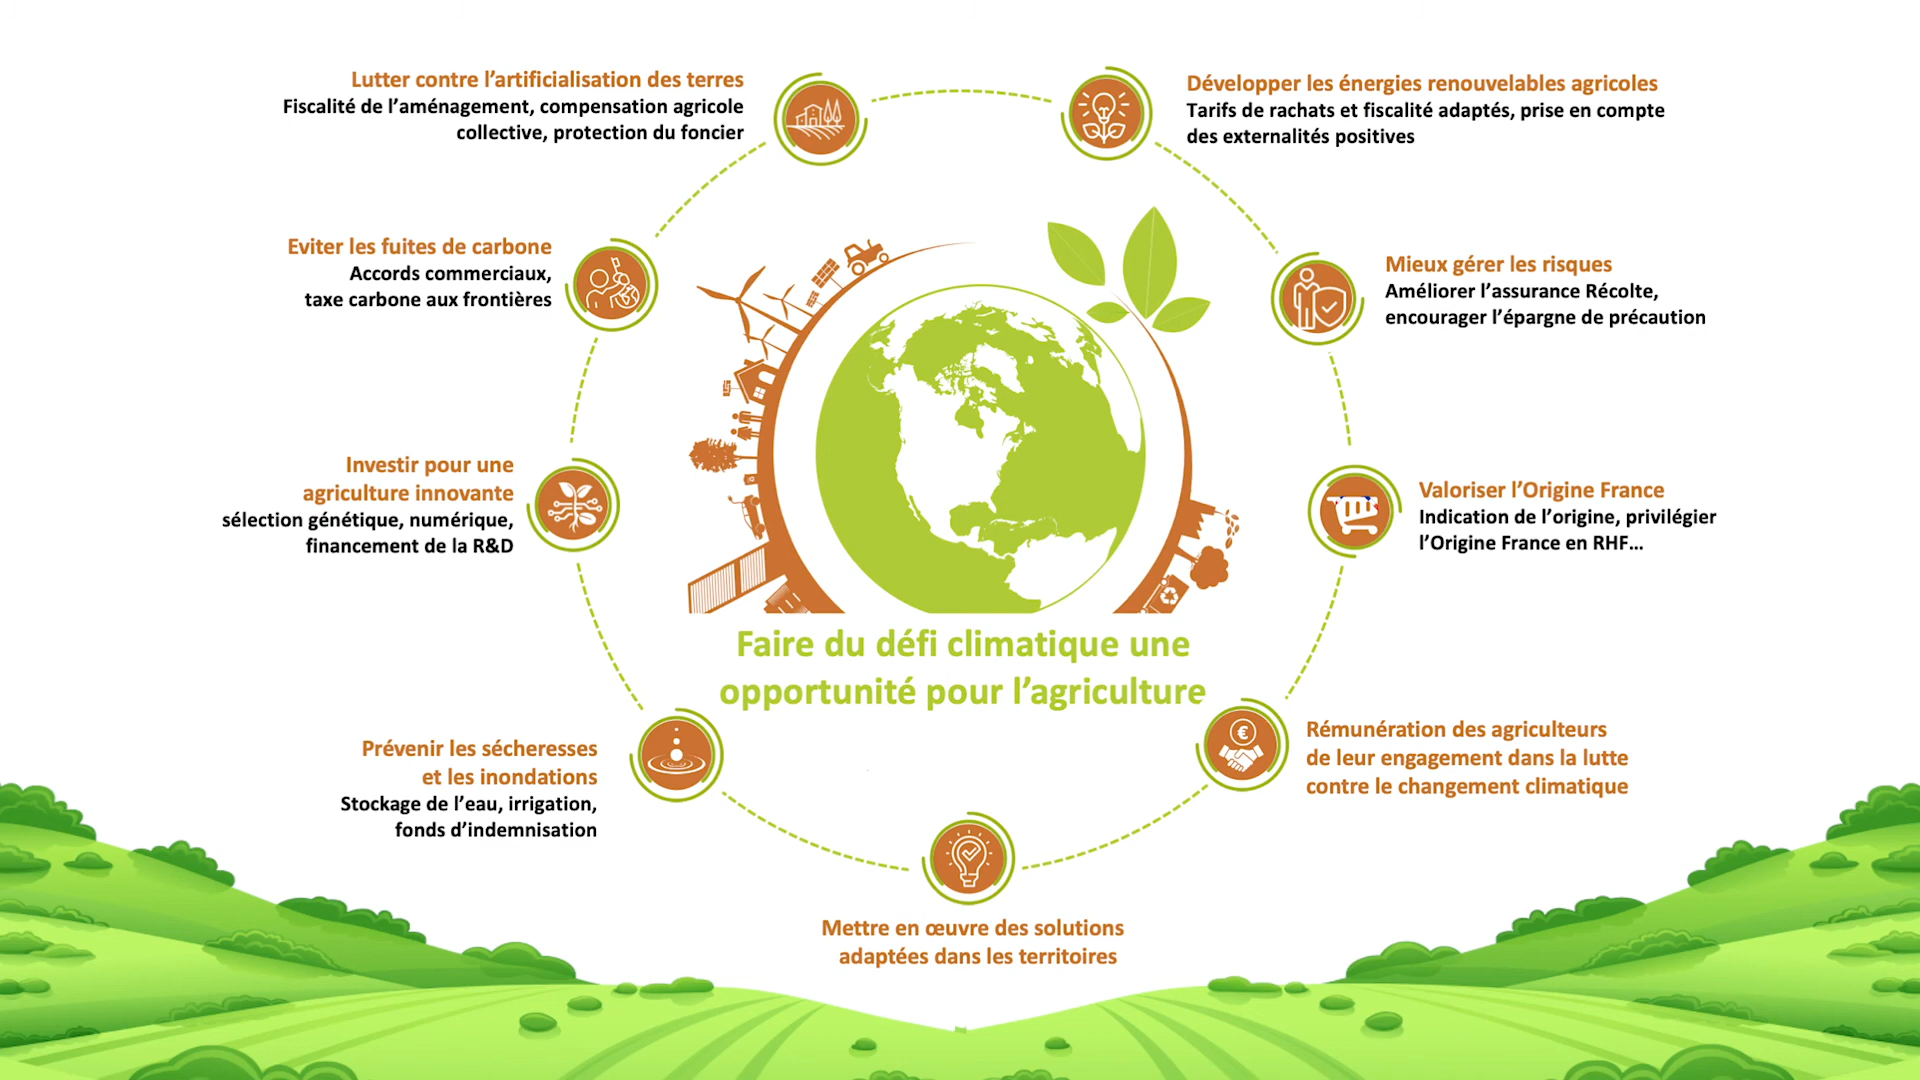 Lutter contre l’artificialisation des terres
Fiscalité de l’aménagement, compensation agricole
collective, protection du foncier
Développer les énergies renouvelables agricoles
Tarifs de rachats et fiscalité adaptés, prise en compte
des externalités positives
Eviter les fuites de carbone
Accords commerciaux,
taxe carbone aux frontières
Mieux gérer les risques
Améliorer l’assurance Récolte,
encourager l’épargne de précaution
Investir pour une
agriculture innovante
sélection génétique, numérique,
financement de la R&D
Valoriser l’Origine France
Indication de l’origine, privilégier
l’Origine France en RHF...
Faire du défi climatique une
opportunité pour l’agriculture
Prévenir les sécheresses
et les inondations
Stockage de l’eau, irrigation,
fonds d’indemnisation
€
Rémunération des agriculteurs
de leur engagement dans la lutte
contre le changement climatique
Mettre en œuvre des solutions
adaptées dans les territoires